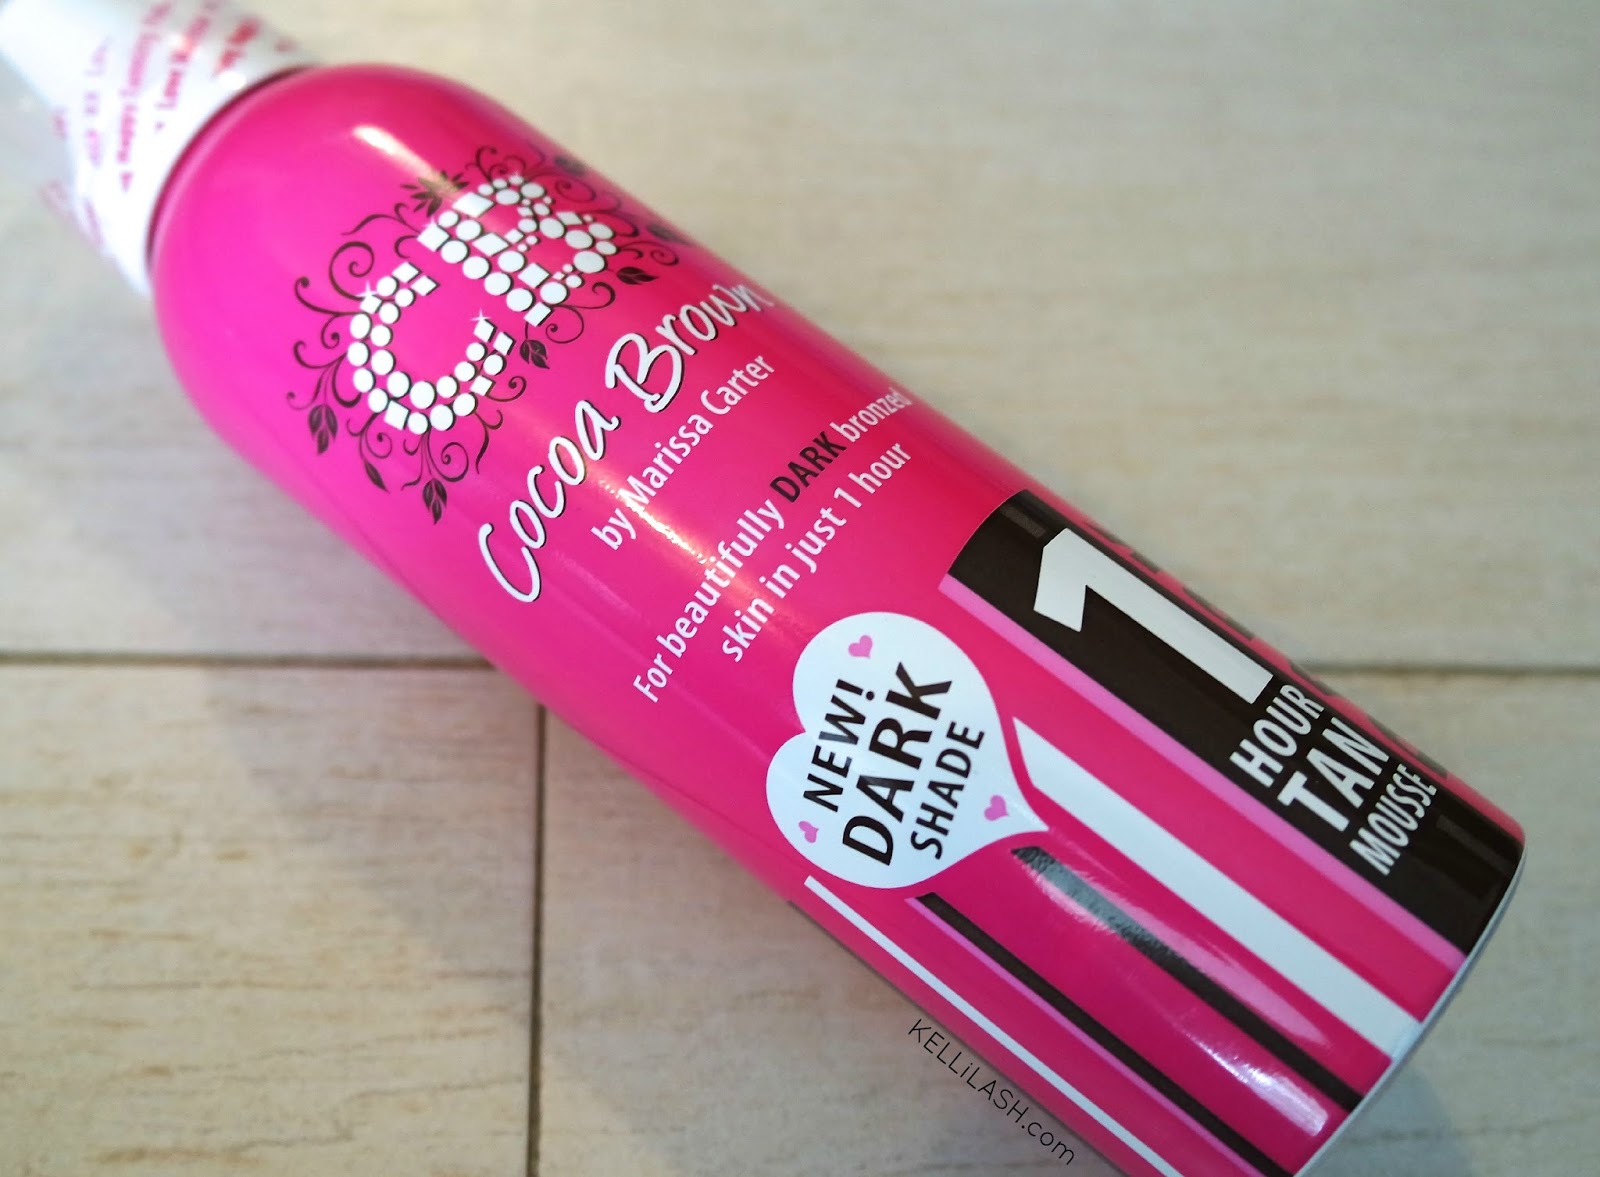 CB
Cocoa Brown
by Marissa Carter
For beautifully DARK bronzed
skin in just 1 hour
NEW!
DARK
SHADE
1
HOUR
TAN
MOUSSE
KELLiLASH.com